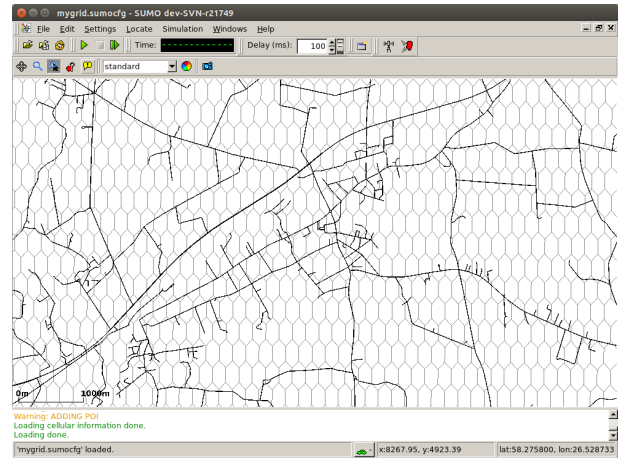 mygrid.sumocfg - SUMO dev-SVN-r21749
File Edit Settings Locate Simulation Windows Help
Time: Delay (ms): 100
standard
0m 1000m
Warning: ADDING POI
Loading cellular information done.
Loading done.
'mygrid.sumocfg' loaded. x:8267.95, y:4923.39 lat:58.275800, lon:26.528733